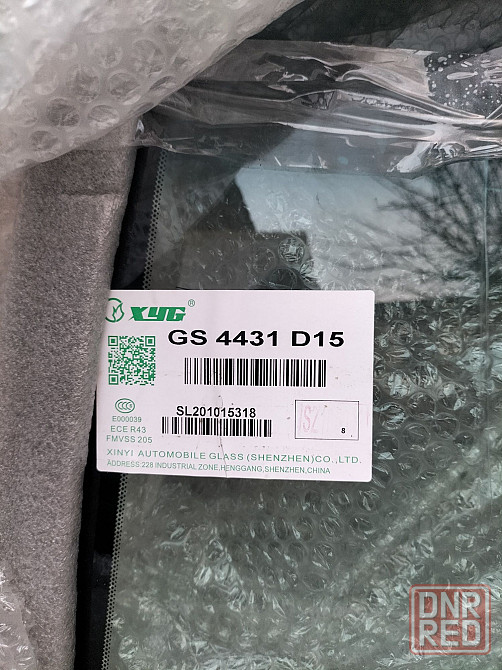 XYG ®
GS 4431 D15
SL201015318
E000039
ECE R43
FMVSS 205
8
XINYI AUTOMOBILE GLASS (SHENZHEN)CO.,LTD.
ADDRESS:228 INDUSTRIAL ZONE,HENGGANG,SHENZHEN,CHINA
DNR
RED